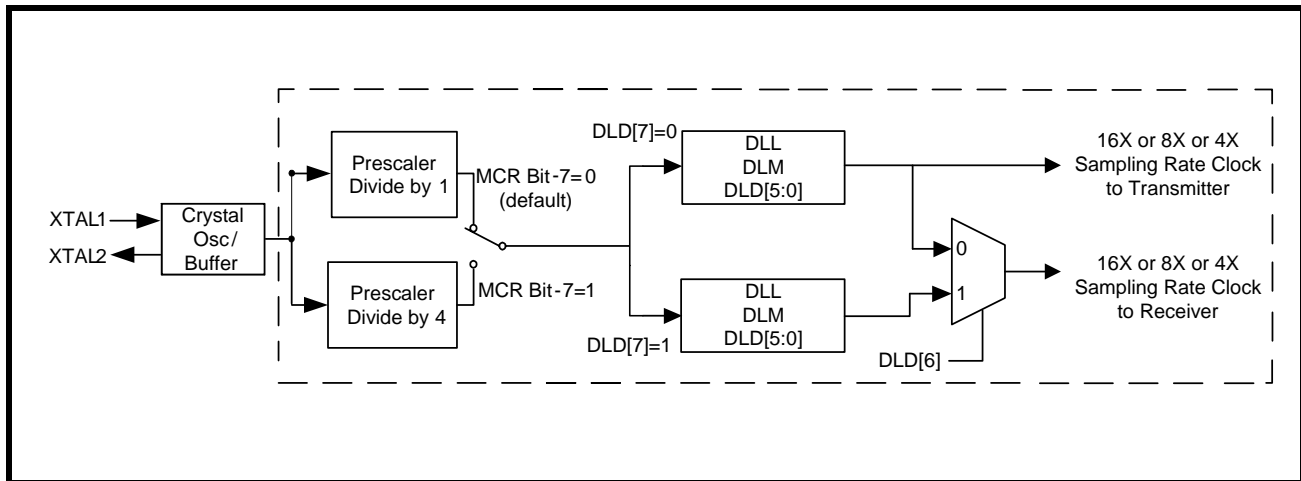 XTAL1
XTAL2
Crystal
Osc/
Buffer
Prescaler
Divide by 1
MCR Bit-7=0
(default)
Prescaler
Divide by 4
MCR Bit-7=1
DLD[7]=0
DLL
DLM
DLD[5:0]
DLD[7]=1
DLL
DLM
DLD[5:0]
0
1
DLD[6]
16X or 8X or 4X
Sampling Rate Clock
to Transmitter
16X or 8X or 4X
Sampling Rate Clock
to Receiver